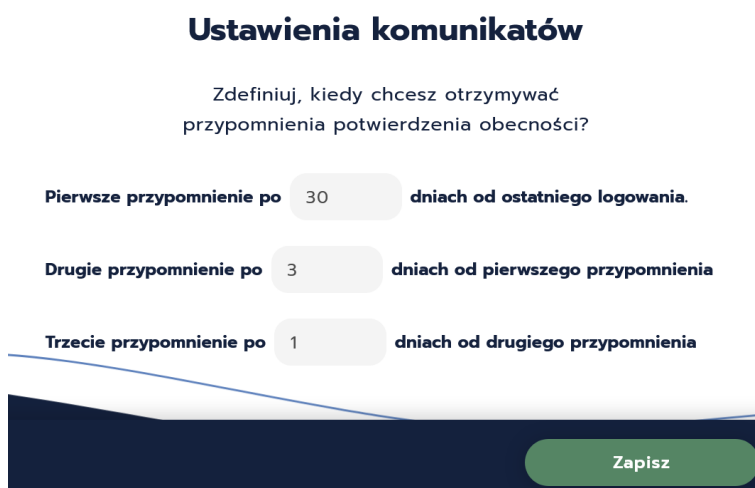 Ustawienia komunikatów
Zdefiniuj, kiedy chcesz otrzymywać
przypomnienia potwierdzenia obecności?
Pierwsze przypomnienie po 30 dniach od ostatniego logowania.
Drugie przypomnienie po 3 dniach od pierwszego przypomnienia
Trzecie przypomnienie po 1 dniach od drugiego przypomnienia
Zapisz